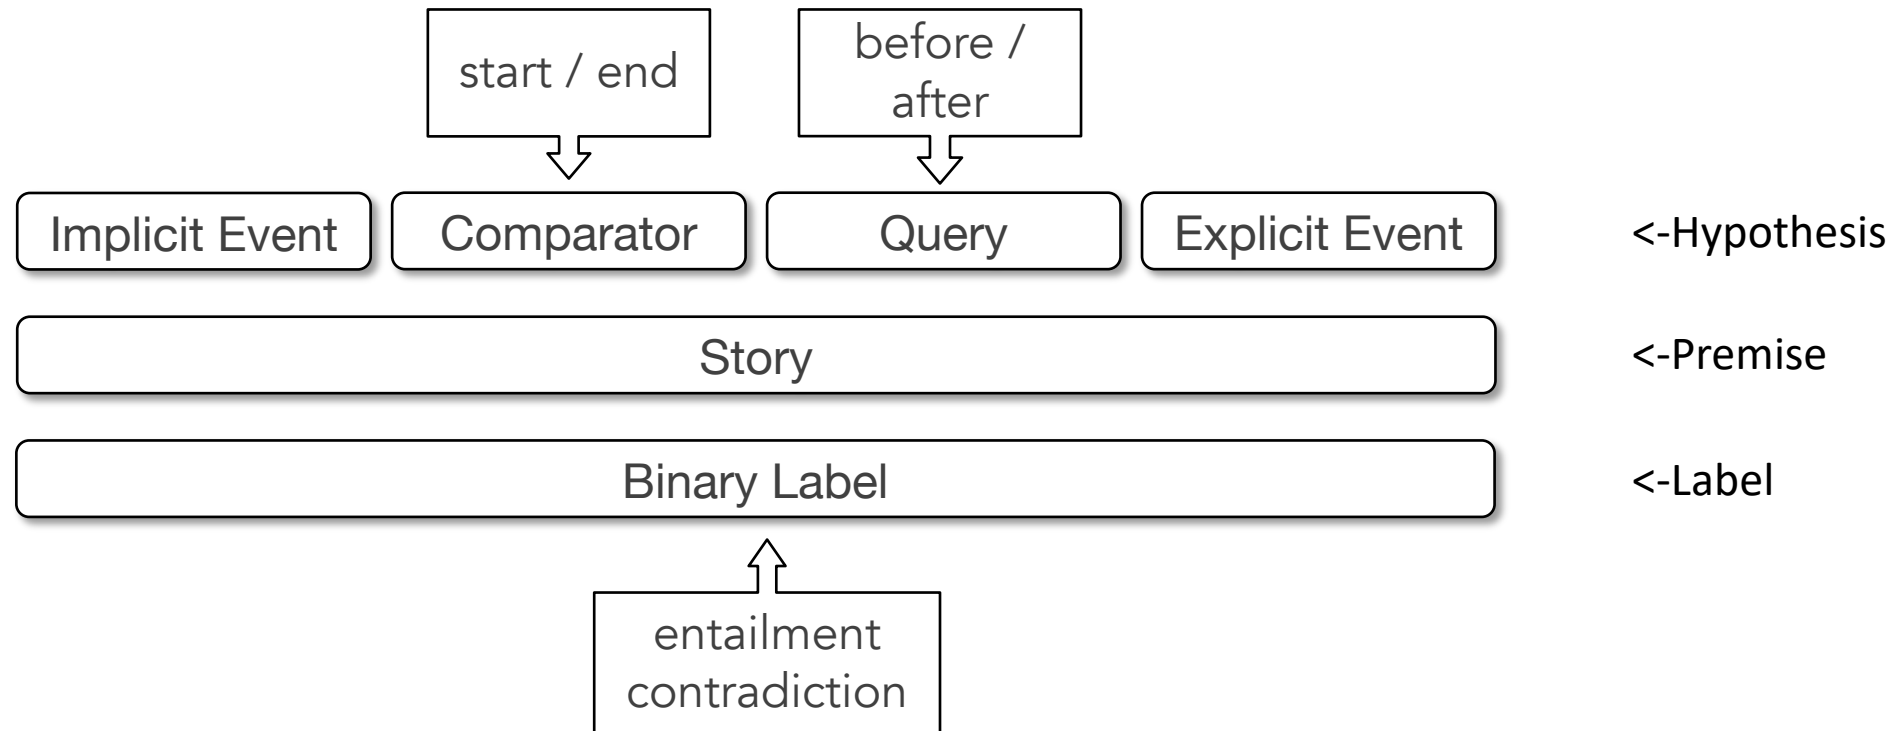 start / end
before /
after
Implicit Event Comparator Query Explicit Event <-Hypothesis
Story <-Premise
Binary Label <-Label
entailment
contradiction